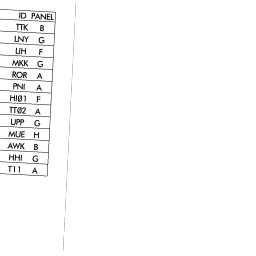 ID PANEL
TTK B
LNY G
LIH F
MKK G
ROR A
PNI A
HI01 F
TT02 A
UPP G
MUE H
AWK B
HHI G
T11 A